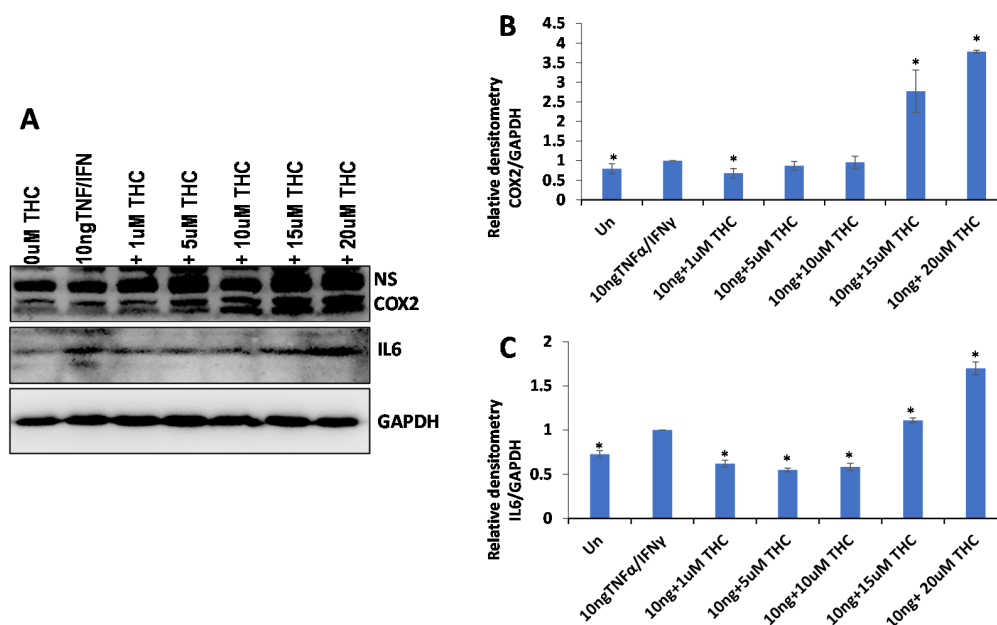 A
0uM THC
10ngTNF/IFN
+ 1uM THC
+ 5uM THC
+ 10uM THC
+ 15uM THC
+ 20uM THC
NS
COX2
IL6
GAPDH
B
Relative densitometry
COX2/GAPDH
4.5
4
3.5
3
2.5
2
1.5
1
0.5
0
*
*
*
*
Un
10ngTNFα/IFNγ
10ng+1uM THC
10ng+5uM THC
10ng+10uM THC
10ng+15uM THC
10ng+ 20uM THC
C
Relative densitometry
IL6/GAPDH
2
1.5
1
0.5
0
*
*
*
*
*
*
Un
10ngTNFα/IFNγ
10ng+1uM THC
10ng+5uM THC
10ng+10uM THC
10ng+15uM THC
10ng+ 20uM THC